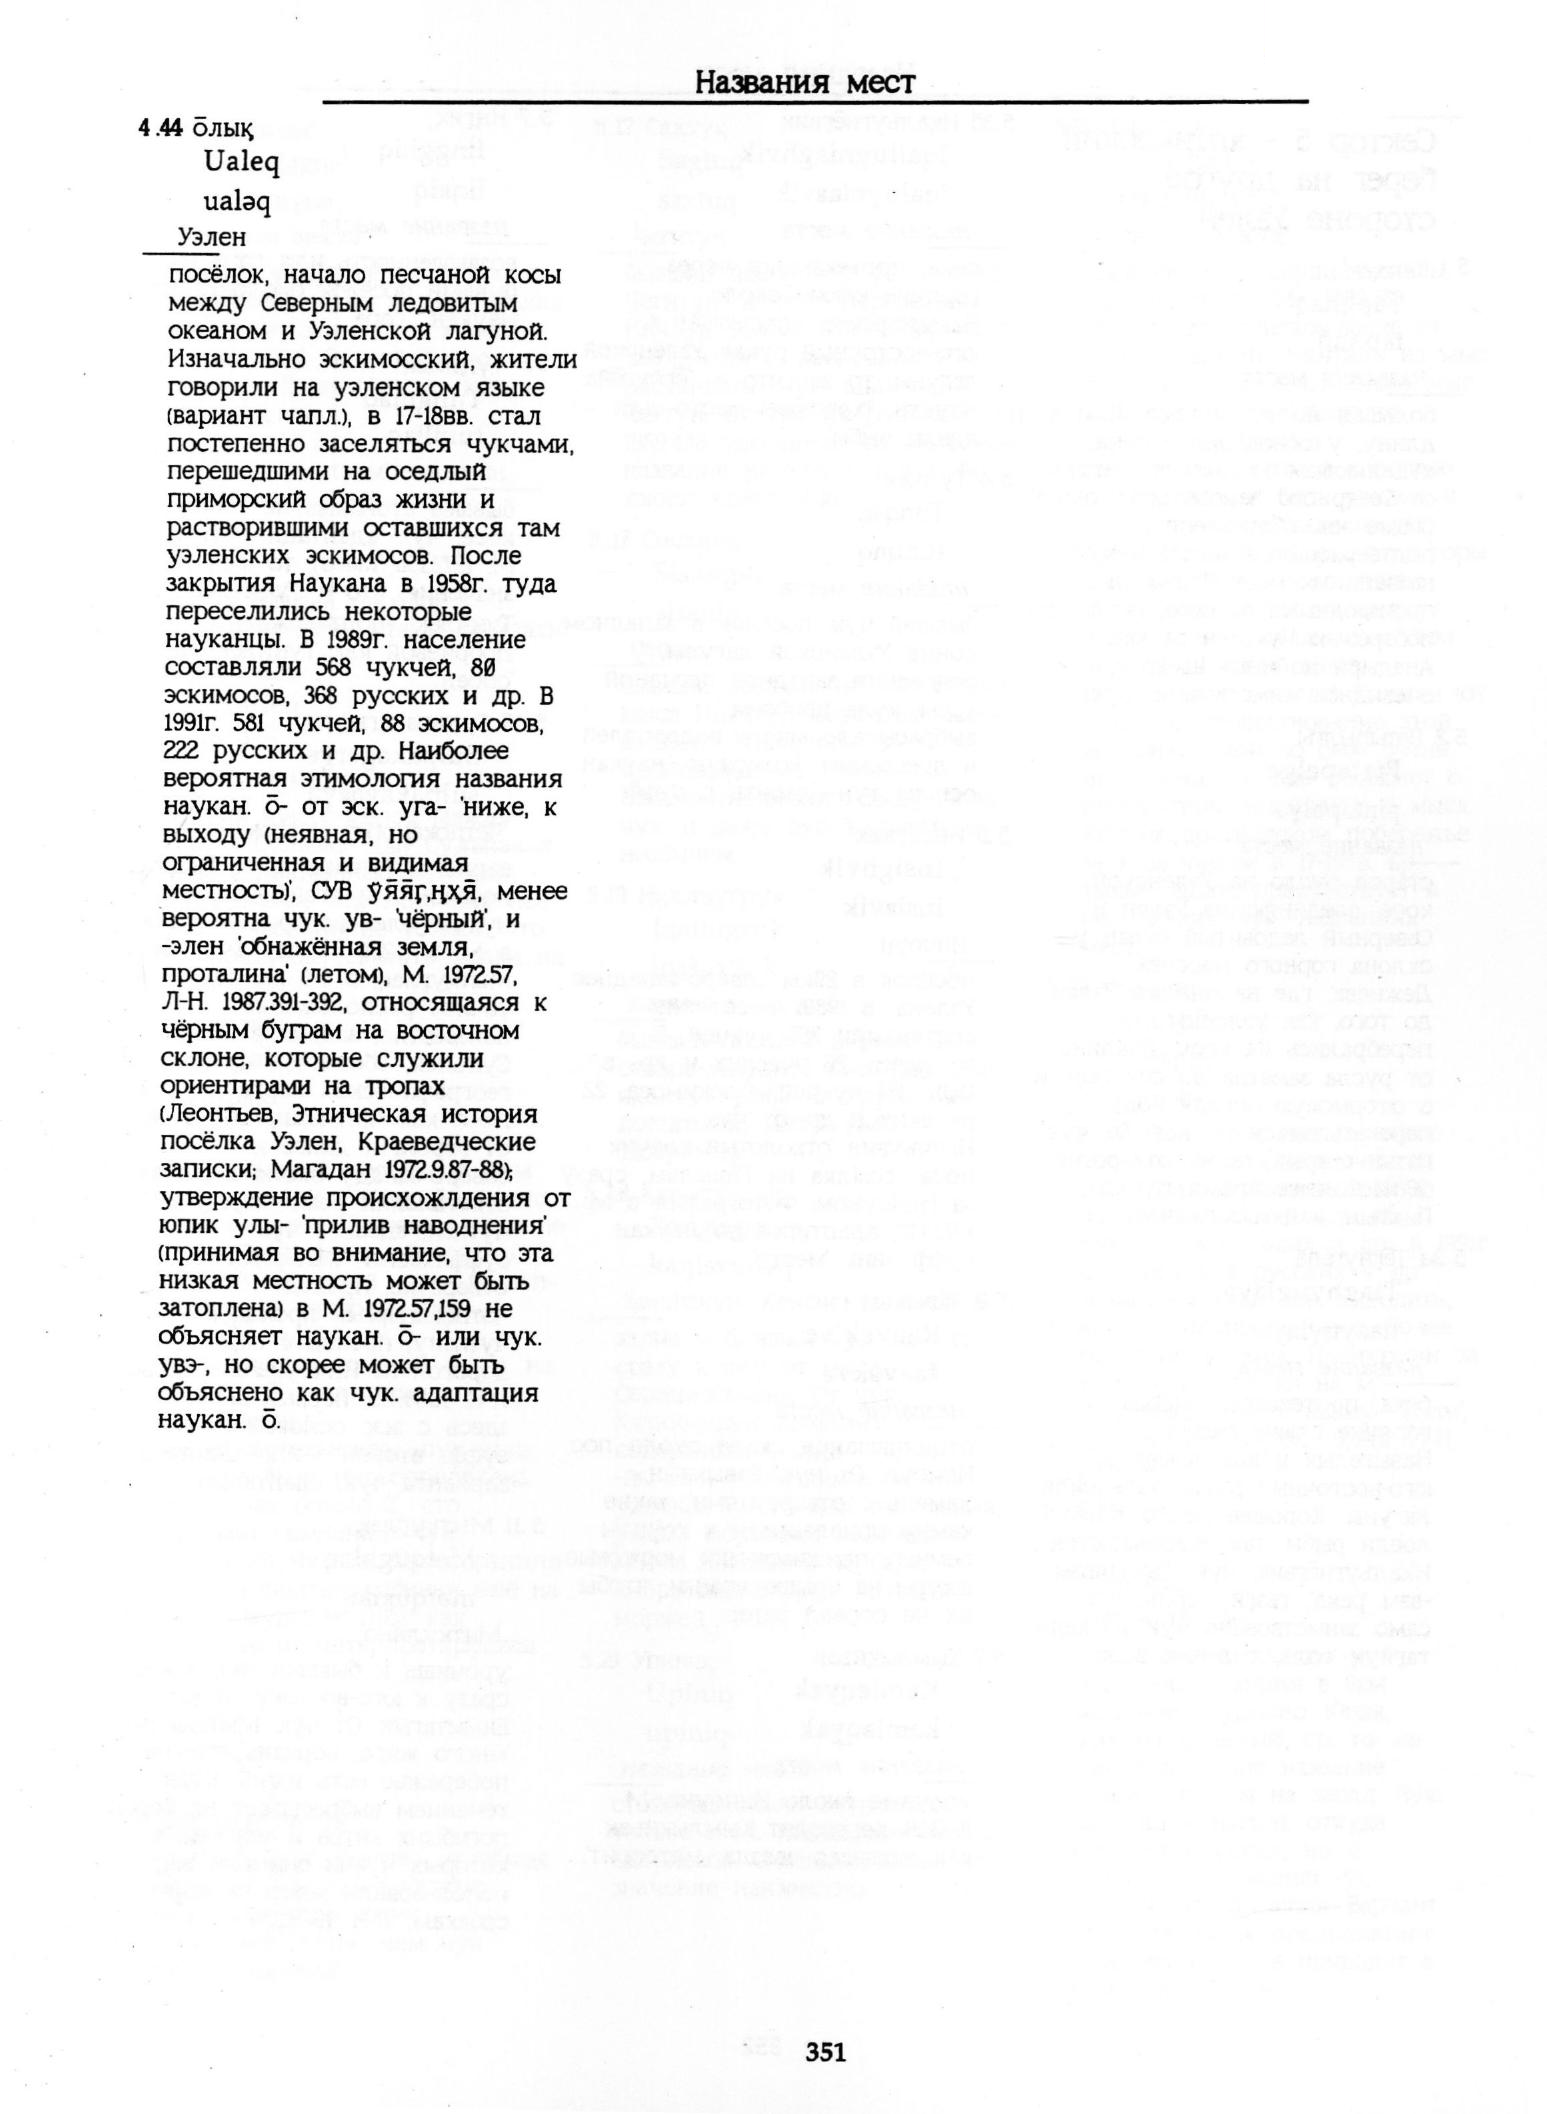 Названия мест
4.44 о̄лық
Ualeq
ualəq
Уэлен
посёлок, начало песчаной косы
между Северным ледовитым
океаном и Уэленской лагуной.
Изначально эскимосский, жители
говорили на уэленском языке
(вариант чапл.), в 17-18вв. стал
постепенно заселяться чукчами,
перешедшими на оседлый
приморский образ жизни и
растворившими оставшихся там
уэленских эскимосов. После
закрытия Наукана в 1958г. туда
переселились некоторые
науканцы. В 1989г. население
составляли 568 чукчей, 80
эскимосов, 368 русских и др. В
1991г. 581 чукчей, 88 эскимосов,
222 русских и др. Наиболее
вероятная этимология названия
наукан. о̄- от эск. уга- 'ниже, к
выходу (неявная, но
ограниченная и видимая
местность)', СУВ менее
вероятна чук. ув- 'чёрный', и
-элен 'обнажённая земля,
проталина' (летом), М. 1972.57,
Л-Н. 1987.391-392, относящаяся к
чёрным буграм на восточном
склоне, которые служили
ориентирами на тропах
(Леонтьев, Этническая история
посёлка Уэлен, Краеведческие
записки; Магадан 1972.9.87-88);
утверждение происхожлдения от
юпик улы- 'прилив наводнения'
(принимая во внимание, что эта
низкая местность может быть
затоплена) в М. 1972.57,159 не
объясняет наукан. о̄- или чук.
увэ-, но скорее может быть
объяснено как чук. адаптация
наукан. о̄.
351